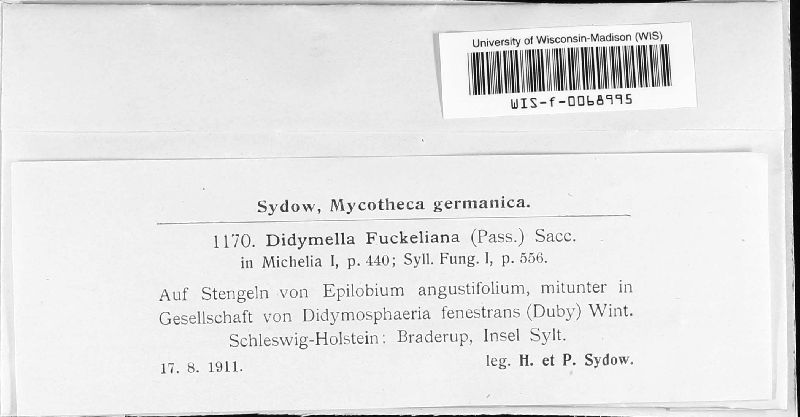 University of Wisconsin-Madison (WIS)
WIS-f-0068995
Sydow, Mycotheca germanica.
1170. Didymella Fuckeliana (Pass.) Sacc.
in Michelia I, p. 440; Syll. Fung. I, p. 556.
Auf Stengeln von Epilobium angustifolium, mitunter in
Gesellschaft von Didymosphaeria fenestrans (Duby) Wint.
Schleswig-Holstein: Braderup, Insel Sylt.
17. 8. 1911. leg. H. et P. Sydow.